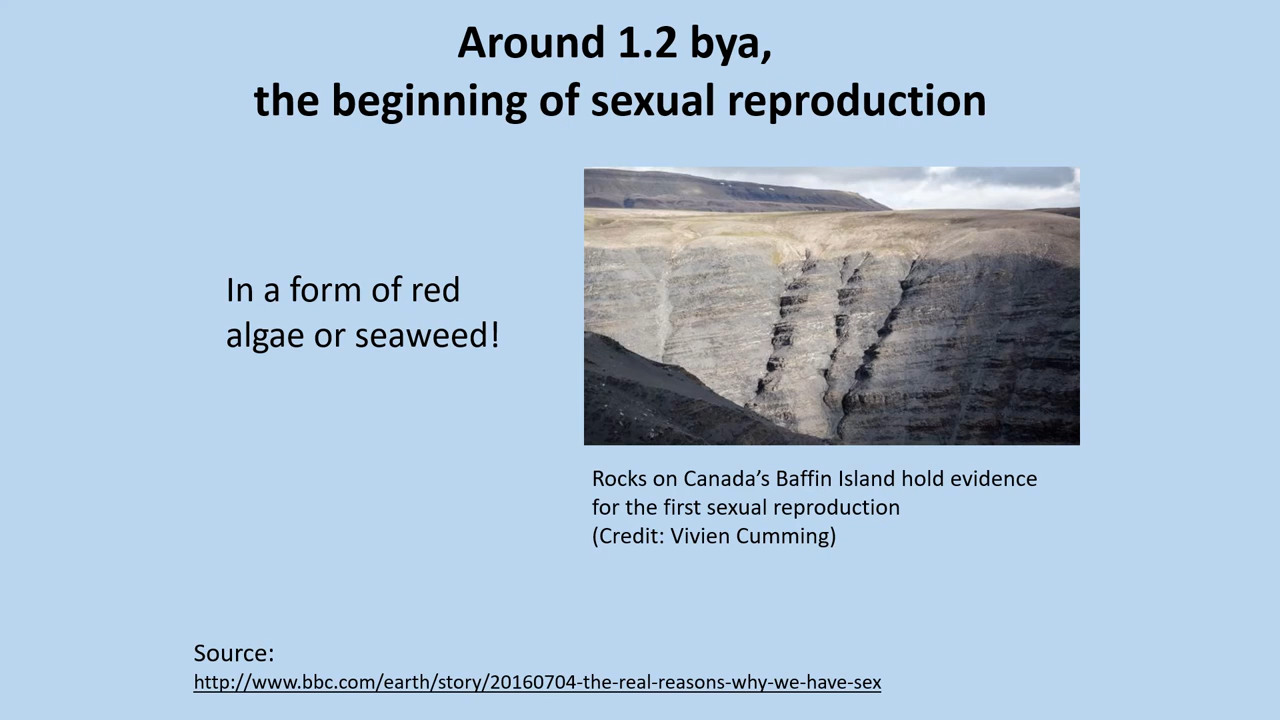 Around 1.2 bya,
the beginning of sexual reproduction
In a form of red
algae or seaweed!
Rocks on Canada’s Baffin Island hold evidence
for the first sexual reproduction
(Credit: Vivien Cumming)
Source:
http://www.bbc.com/earth/story/20160704-the-real-reasons-why-we-have-sex